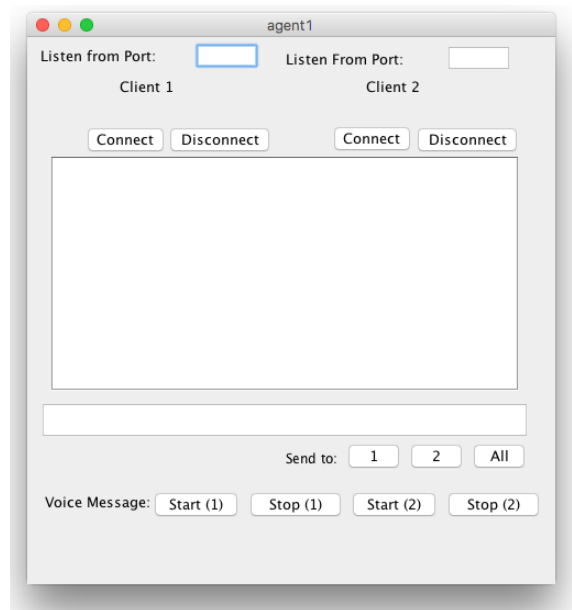 agent1
Listen from Port: Listen From Port:
Client 1 Client 2
Connect Disconnect Connect Disconnect
Send to: 1 2 All
Voice Message: Start (1) Stop (1) Start (2) Stop (2)